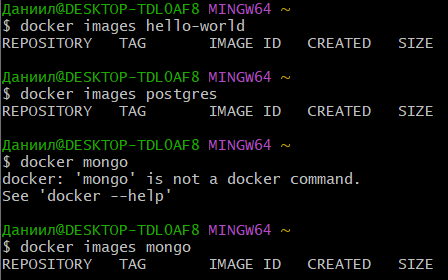 Даниил@DESKTOP-TDL0AF8 MINGW64 ~
$ docker images hello-world
REPOSITORY   TAG       IMAGE ID   CREATED   SIZE
Даниил@DESKTOP-TDL0AF8 MINGW64 ~
$ docker images postgres
REPOSITORY   TAG       IMAGE ID   CREATED   SIZE
Даниил@DESKTOP-TDL0AF8 MINGW64 ~
$ docker mongo
docker: 'mongo' is not a docker command.
See 'docker --help'
Даниил@DESKTOP-TDL0AF8 MINGW64 ~
$ docker images mongo
REPOSITORY   TAG       IMAGE ID   CREATED   SIZE